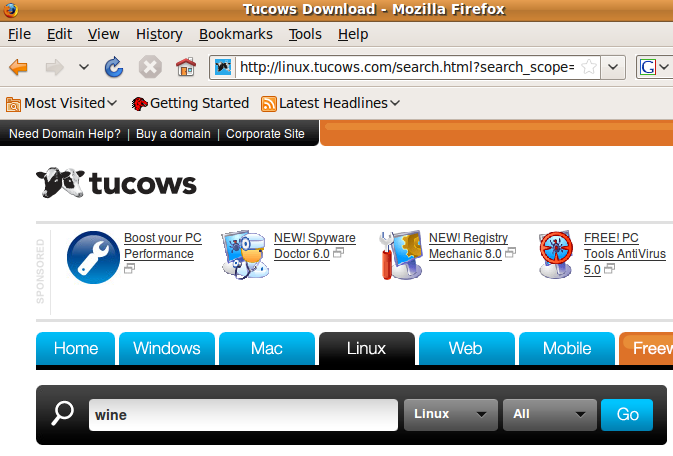 Tucows Download - Mozilla Firefox
File Edit View History Bookmarks Tools Help
http://linux.tucows.com/search.html?search_scope= G
Most Visited Getting Started Latest Headlines
Need Domain Help? | Buy a domain | Corporate Site
tucows
SPONSORED
Boost your PC
Performance
NEW! Spyware
Doctor 6.0
NEW! Registry
Mechanic 8.0
FREE! PC
Tools AntiVirus
5.0
Home Windows Mac Linux Web Mobile Freew
wine Linux All Go